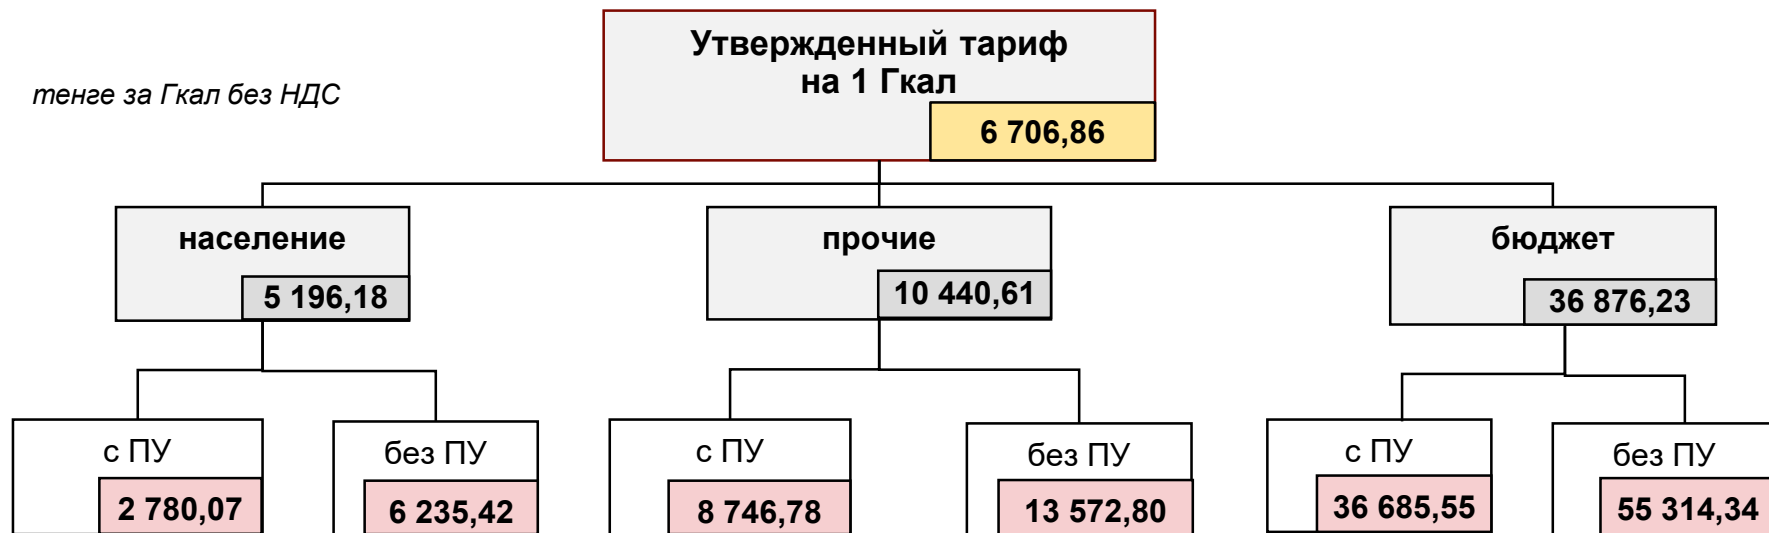 Утвержденный тариф
на 1 Гкал
тенге за Гкал без НДС
6 706,86
население
5 196,18
прочие
10 440,61
бюджет
36 876,23
с ПУ
2 780,07
без ПУ
6 235,42
с ПУ
8 746,78
без ПУ
13 572,80
с ПУ
36 685,55
без ПУ
55 314,34